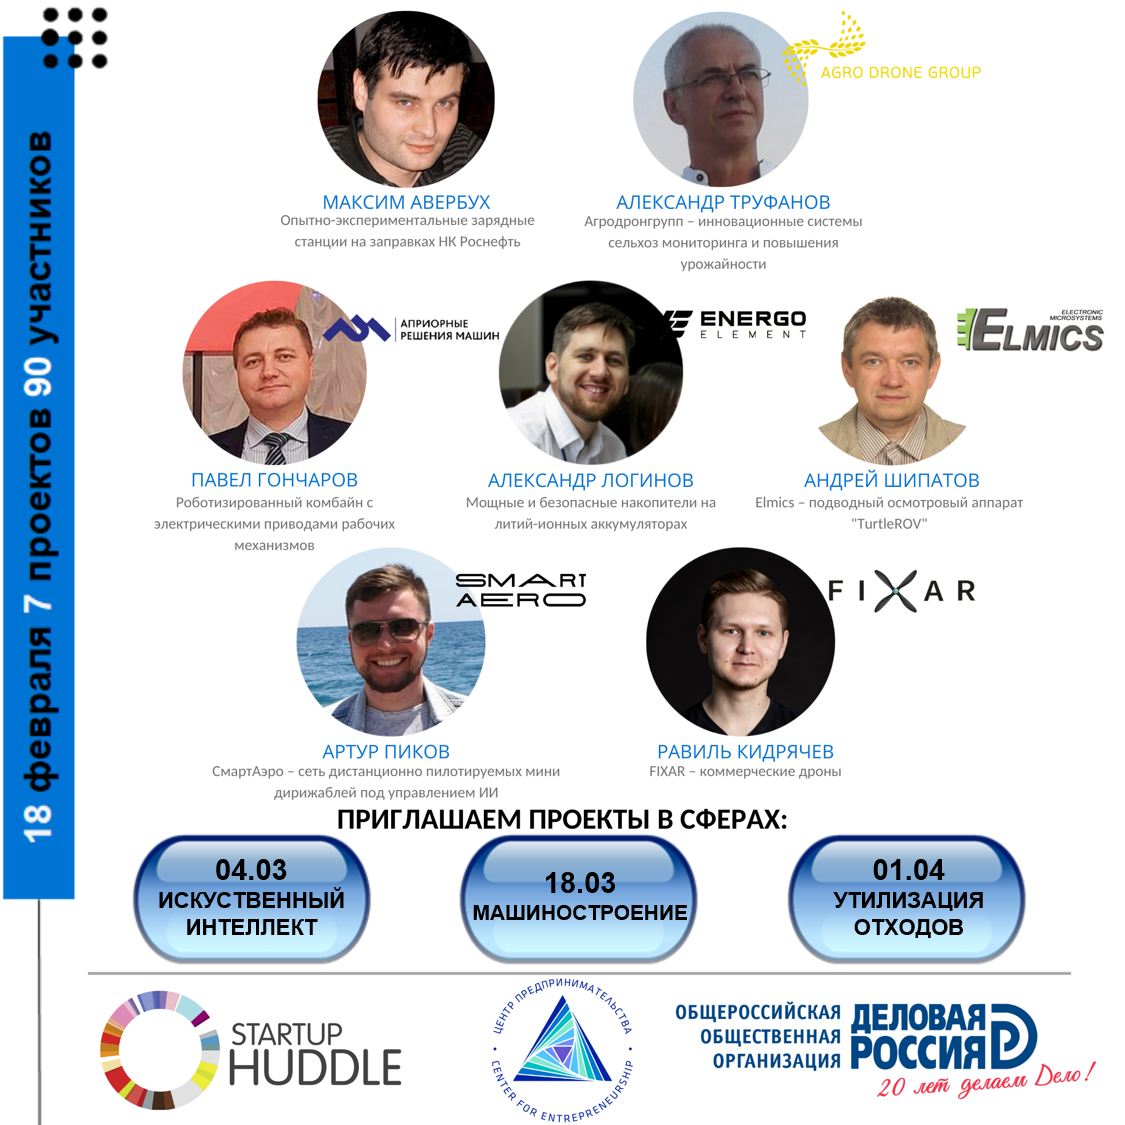 18 февраля 7 проектов 90 участников
AGRO DRONE GROUP
МАКСИМ АВЕРБУХ
Опытно-экспериментальные зарядные
станции на заправках НК Роснефть
АЛЕКСАНДР ТРУФАНОВ
Агродронгрупп – инновационные системы
сельхоз мониторинга и повышения
урожайности
АПРИОРНЫЕ
РЕШЕНИЯ МАШИН
ENERGO
ELEMENT
ELECTRONIC
MICROSYSTEMS
ELMICS
ПАВЕЛ ГОНЧАРОВ
Роботизированный комбайн с
электрическими приводами рабочих
механизмов
АЛЕКСАНДР ЛОГИНОВ
Мощные и безопасные накопители на
литий-ионных аккумуляторах
АНДРЕЙ ШИПАТОВ
Elmics – подводный осмотровый аппарат
"TurtleROV"
SMART
AERO
FIXAR
АРТУР ПИКОВ
СмартАэро – сеть дистанционно пилотируемых мини
дирижаблей под управлением ИИ
РАВИЛЬ КИДРЯЧЕВ
FIXAR – коммерческие дроны
ПРИГЛАШАЕМ ПРОЕКТЫ В СФЕРАХ:
04.03
ИСКУСТВЕННЫЙ
ИНТЕЛЛЕКТ
18.03
МАШИНОСТРОЕНИЕ
01.04
УТИЛИЗАЦИЯ
ОТХОДОВ
STARTUP
HUDDLE
ЦЕНТР ПРЕДПРИНИМАТЕЛЬСТВА
CENTER FOR ENTREPRENEURSHIP
ОБЩЕРОССИЙСКАЯ
ОБЩЕСТВЕННАЯ
ОРГАНИЗАЦИЯ
ДЕЛОВАЯ
РОССИЯ
20 лет делаем Дело!